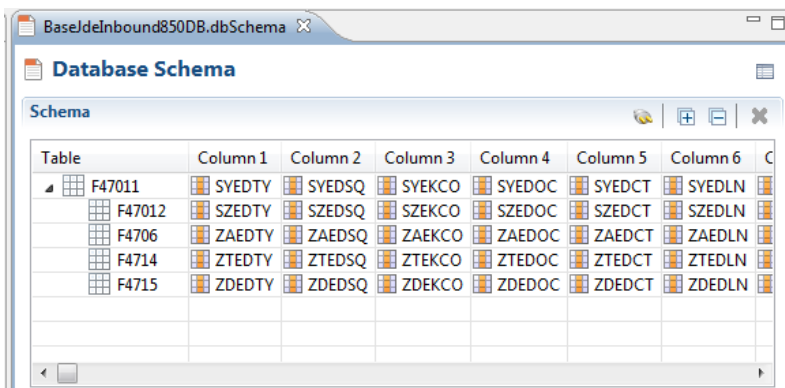 BaseJdeInbound850DB.dbSchema
Database Schema
Schema
Table Column 1 Column 2 Column 3 Column 4 Column 5 Column 6 C
F47011 SYEDTY SYEDSQ SYEKCO SYEDOC SYEDCT SYEDLN
F47012 SZEDTY SZEDSQ SZEKCO SZEDOC SZEDCT SZEDLN
F4706 ZAEDTY ZAEDSQ ZAEKCO ZAEDOC ZAEDCT ZAEDLN
F4714 ZTEDTY ZTEDSQ ZTEKCO ZTEDOC ZTEDCT ZTEDLN
F4715 ZDEDTY ZDEDSQ ZDEKCO ZDEDOC ZDEDCT ZDEDLN